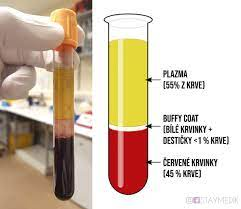 PLAZMA
(55% Z KRVE)
BUFFY COAT
(BÍLÉ KRVINKY +
DESTIČKY <1 % KRVE)
ČERVENÉ KRVINKY
(45 % KRVE)
STAYMEDIK